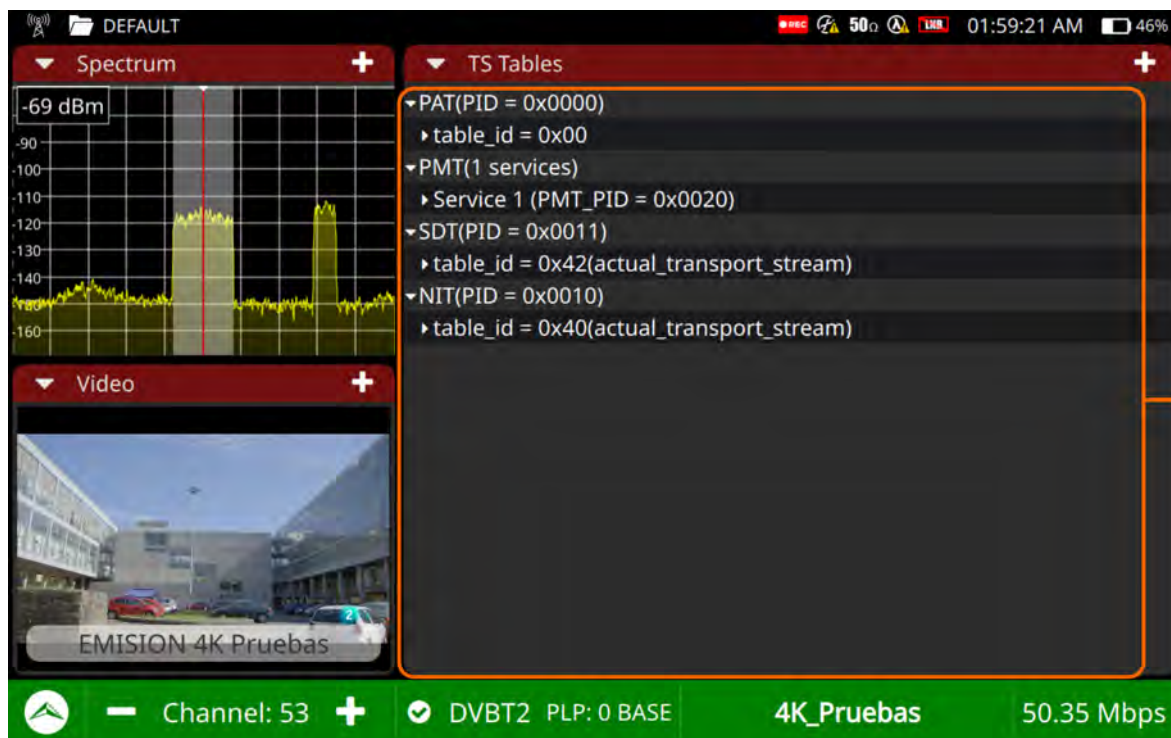 DEFAULT
REC 50Ω LNB 01:59:21 AM 46%
Spectrum
-69 dBm
-90
-100
-110
-120
-130
-140
-160
Video
2
EMISION 4K Pruebas
TS Tables
PAT(PID = 0x0000)
table_id = 0x00
PMT(1 services)
Service 1 (PMT_PID = 0x0020)
SDT(PID = 0x0011)
table_id = 0x42(actual_transport_stream)
NIT(PID = 0x0010)
table_id = 0x40(actual_transport_stream)
Channel: 53 DVBT2 PLP: 0 BASE 4K_Pruebas 50.35 Mbps